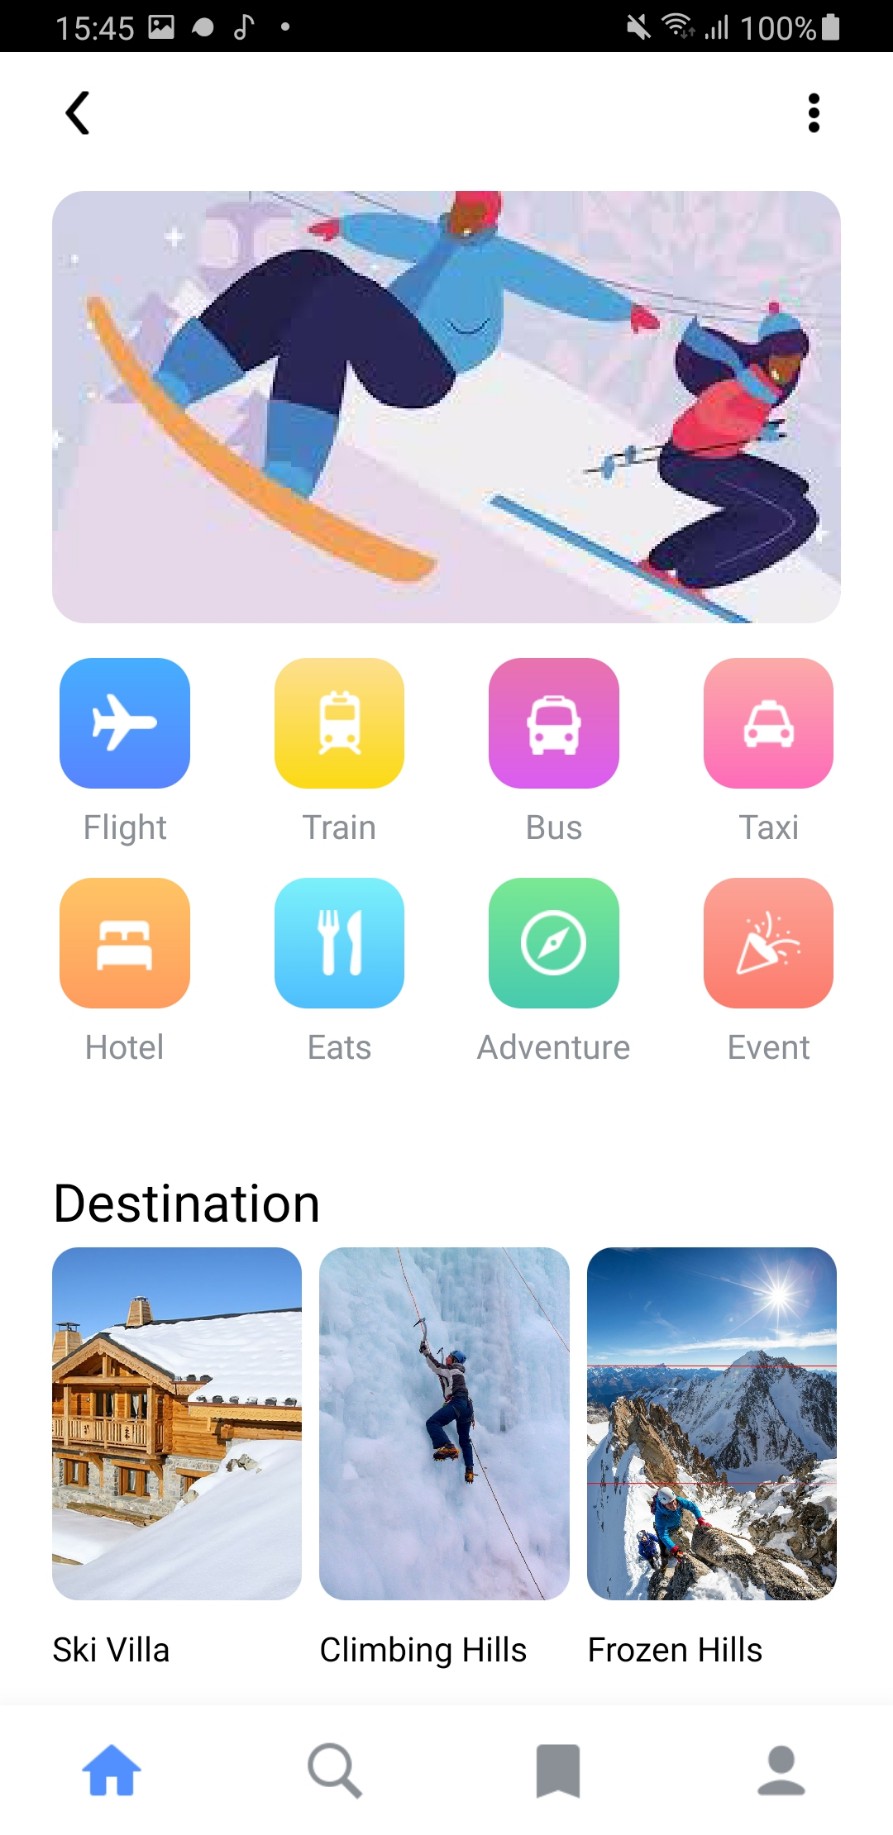 15:45 100%
Flight Train Bus Taxi
Hotel Eats Adventure Event
Destination
Ski Villa Climbing Hills Frozen Hills